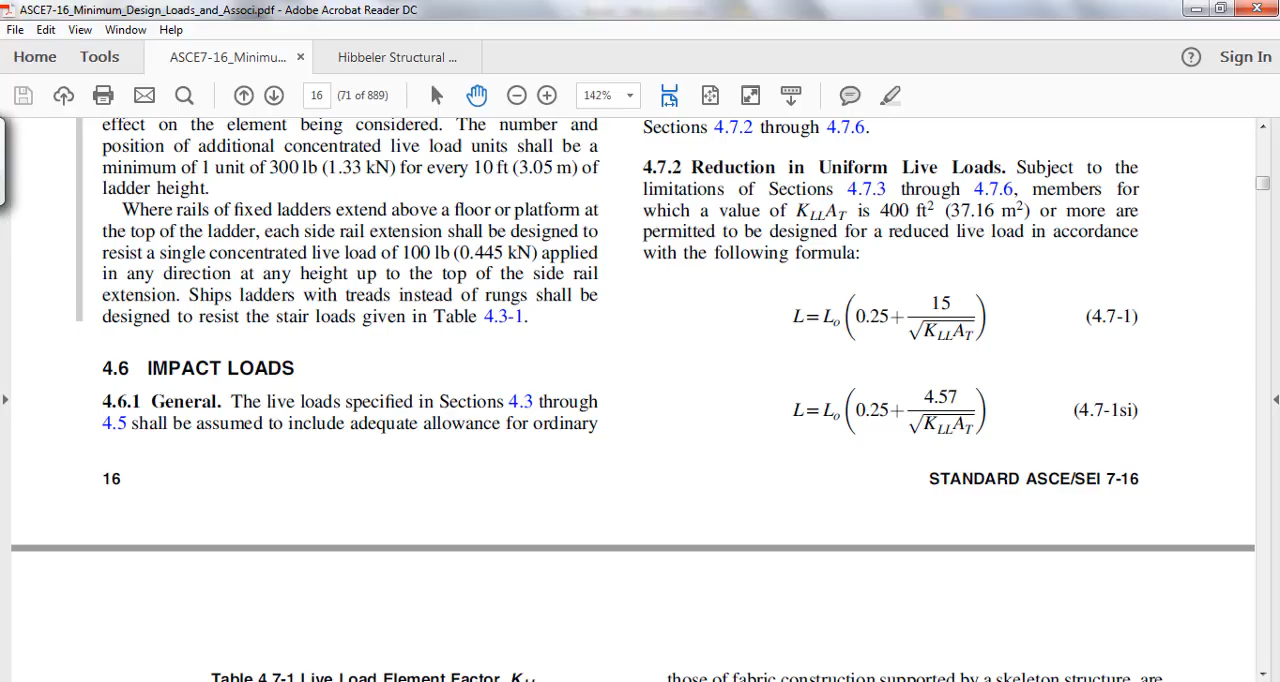 ASCE7-16_Minimum_Design_Loads_and_Associ.pdf - Adobe Acrobat Reader DC
File Edit View Window Help
Home Tools ASCE7-16_Minimu... × Hibbeler Structural ... ? Sign In
16 (71 of 889) 142%
effect on the element being considered. The number and
position of additional concentrated live load units shall be a
minimum of 1 unit of 300 lb (1.33 kN) for every 10 ft (3.05 m) of
ladder height.
Where rails of fixed ladders extend above a floor or platform at
the top of the ladder, each side rail extension shall be designed to
resist a single concentrated live load of 100 lb (0.445 kN) applied
in any direction at any height up to the top of the side rail
extension. Ships ladders with treads instead of rungs shall be
designed to resist the stair loads given in Table 4.3-1.
4.6 IMPACT LOADS
4.6.1 General. The live loads specified in Sections 4.3 through
4.5 shall be assumed to include adequate allowance for ordinary
16
Sections 4.7.2 through 4.7.6.
4.7.2 Reduction in Uniform Live Loads. Subject to the
limitations of Sections 4.7.3 through 4.7.6, members for
which a value of K_LL A_T is 400 ft² (37.16 m²) or more are
permitted to be designed for a reduced live load in accordance
with the following formula:
L = L_o (0.25 + 15/√(K_LL A_T)) (4.7-1)
L = L_o (0.25 + 4.57/√(K_LL A_T)) (4.7-1si)
STANDARD ASCE/SEI 7-16
Table 4.7-1 Live Load Element Factor, K_LL
those of fabric construction supported by a skeleton structure, are